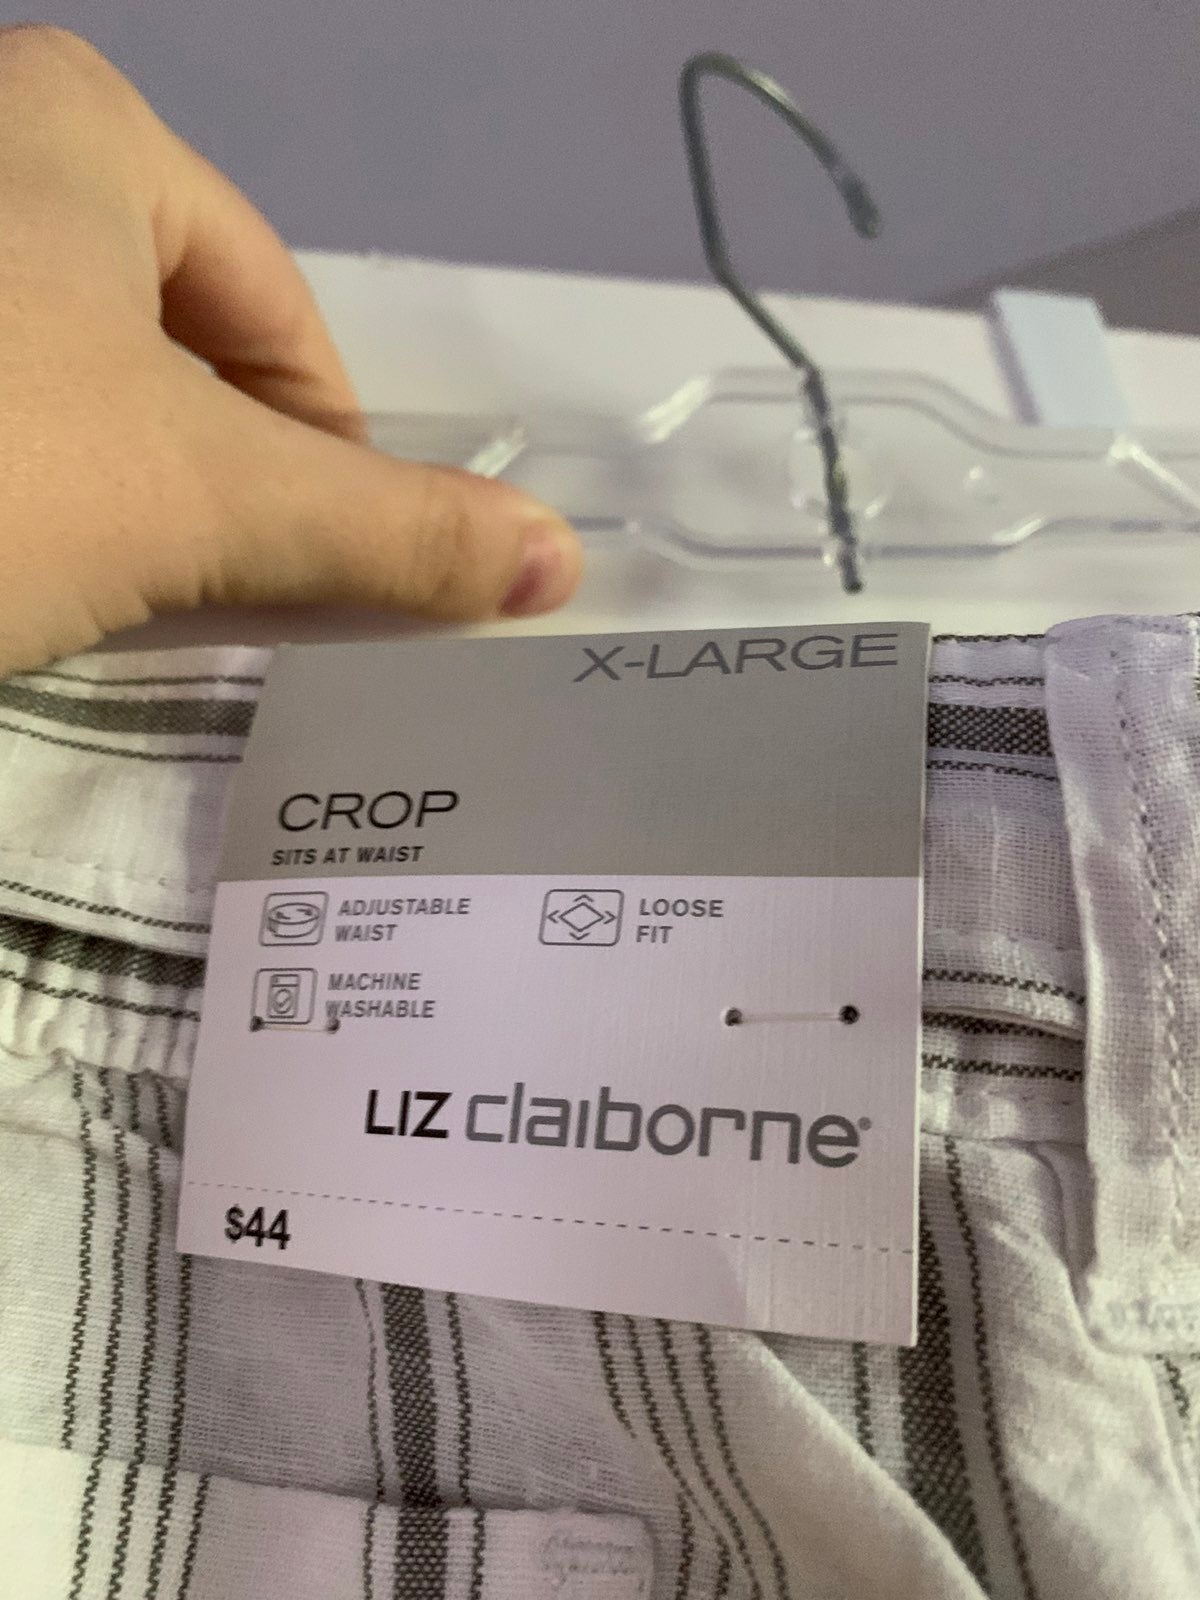 X-LARGE
CROP
SITS AT WAIST
ADJUSTABLE
WAIST
LOOSE
FIT
MACHINE
WASHABLE
LIZ claiborne®
$44